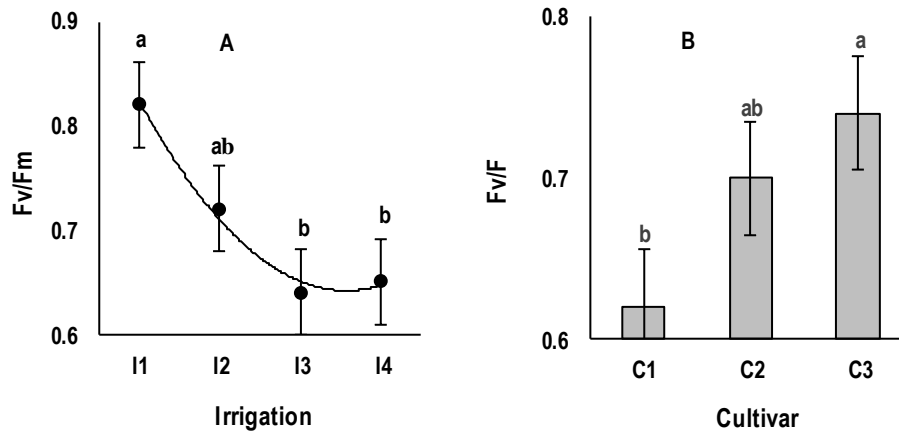 0.9
0.8
0.7
0.6
Fv/Fm
A
a
ab
b
b
I1 I2 I3 I4
Irrigation
0.8
0.7
0.6
Fv/F
B
b
ab
a
C1 C2 C3
Cultivar